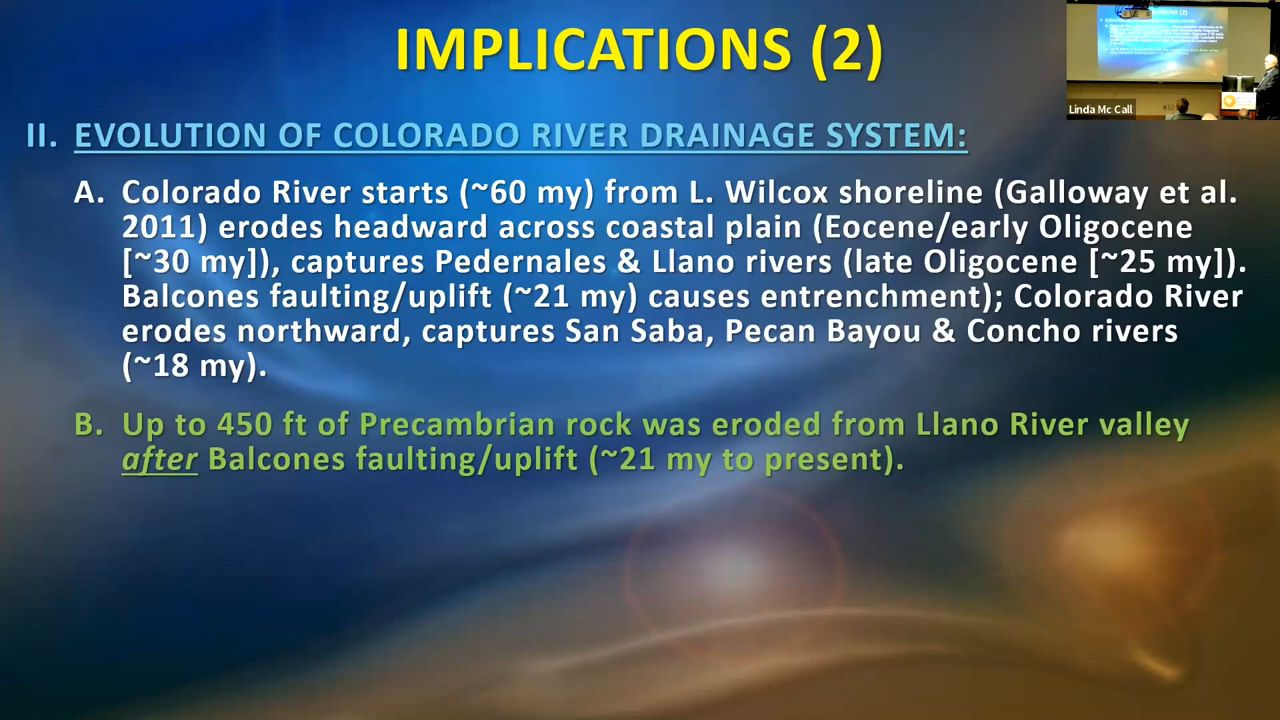 IMPLICATIONS (2)
Linda Mc Call
II. EVOLUTION OF COLORADO RIVER DRAINAGE SYSTEM:
A. Colorado River starts (~60 my) from L. Wilcox shoreline (Galloway et al.
2011) erodes headward across coastal plain (Eocene/early Oligocene
[~30 my]), captures Pedernales & Llano rivers (late Oligocene [~25 my]).
Balcones faulting/uplift (~21 my) causes entrenchment); Colorado River
erodes northward, captures San Saba, Pecan Bayou & Concho rivers
(~18 my).
B. Up to 450 ft of Precambrian rock was eroded from Llano River valley
after Balcones faulting/uplift (~21 my to present).